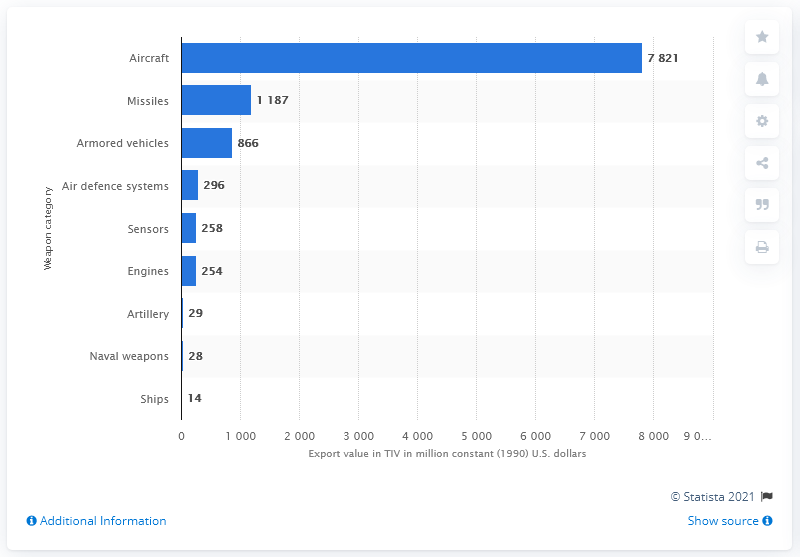 Aircraft 7 821
Missiles 1 187
Armored vehicles 866
Air defence systems 296
Weapon category
Sensors 258
Engines 254
Artillery 29
Naval weapons 28
Ships 14
0 1 000 2 000 3 000 4 000 5 000 6 000 7 000 8 000 9 0...
Export value in TIV in million constant (1990) U.S. dollars
© Statista 2021
Additional Information Show source